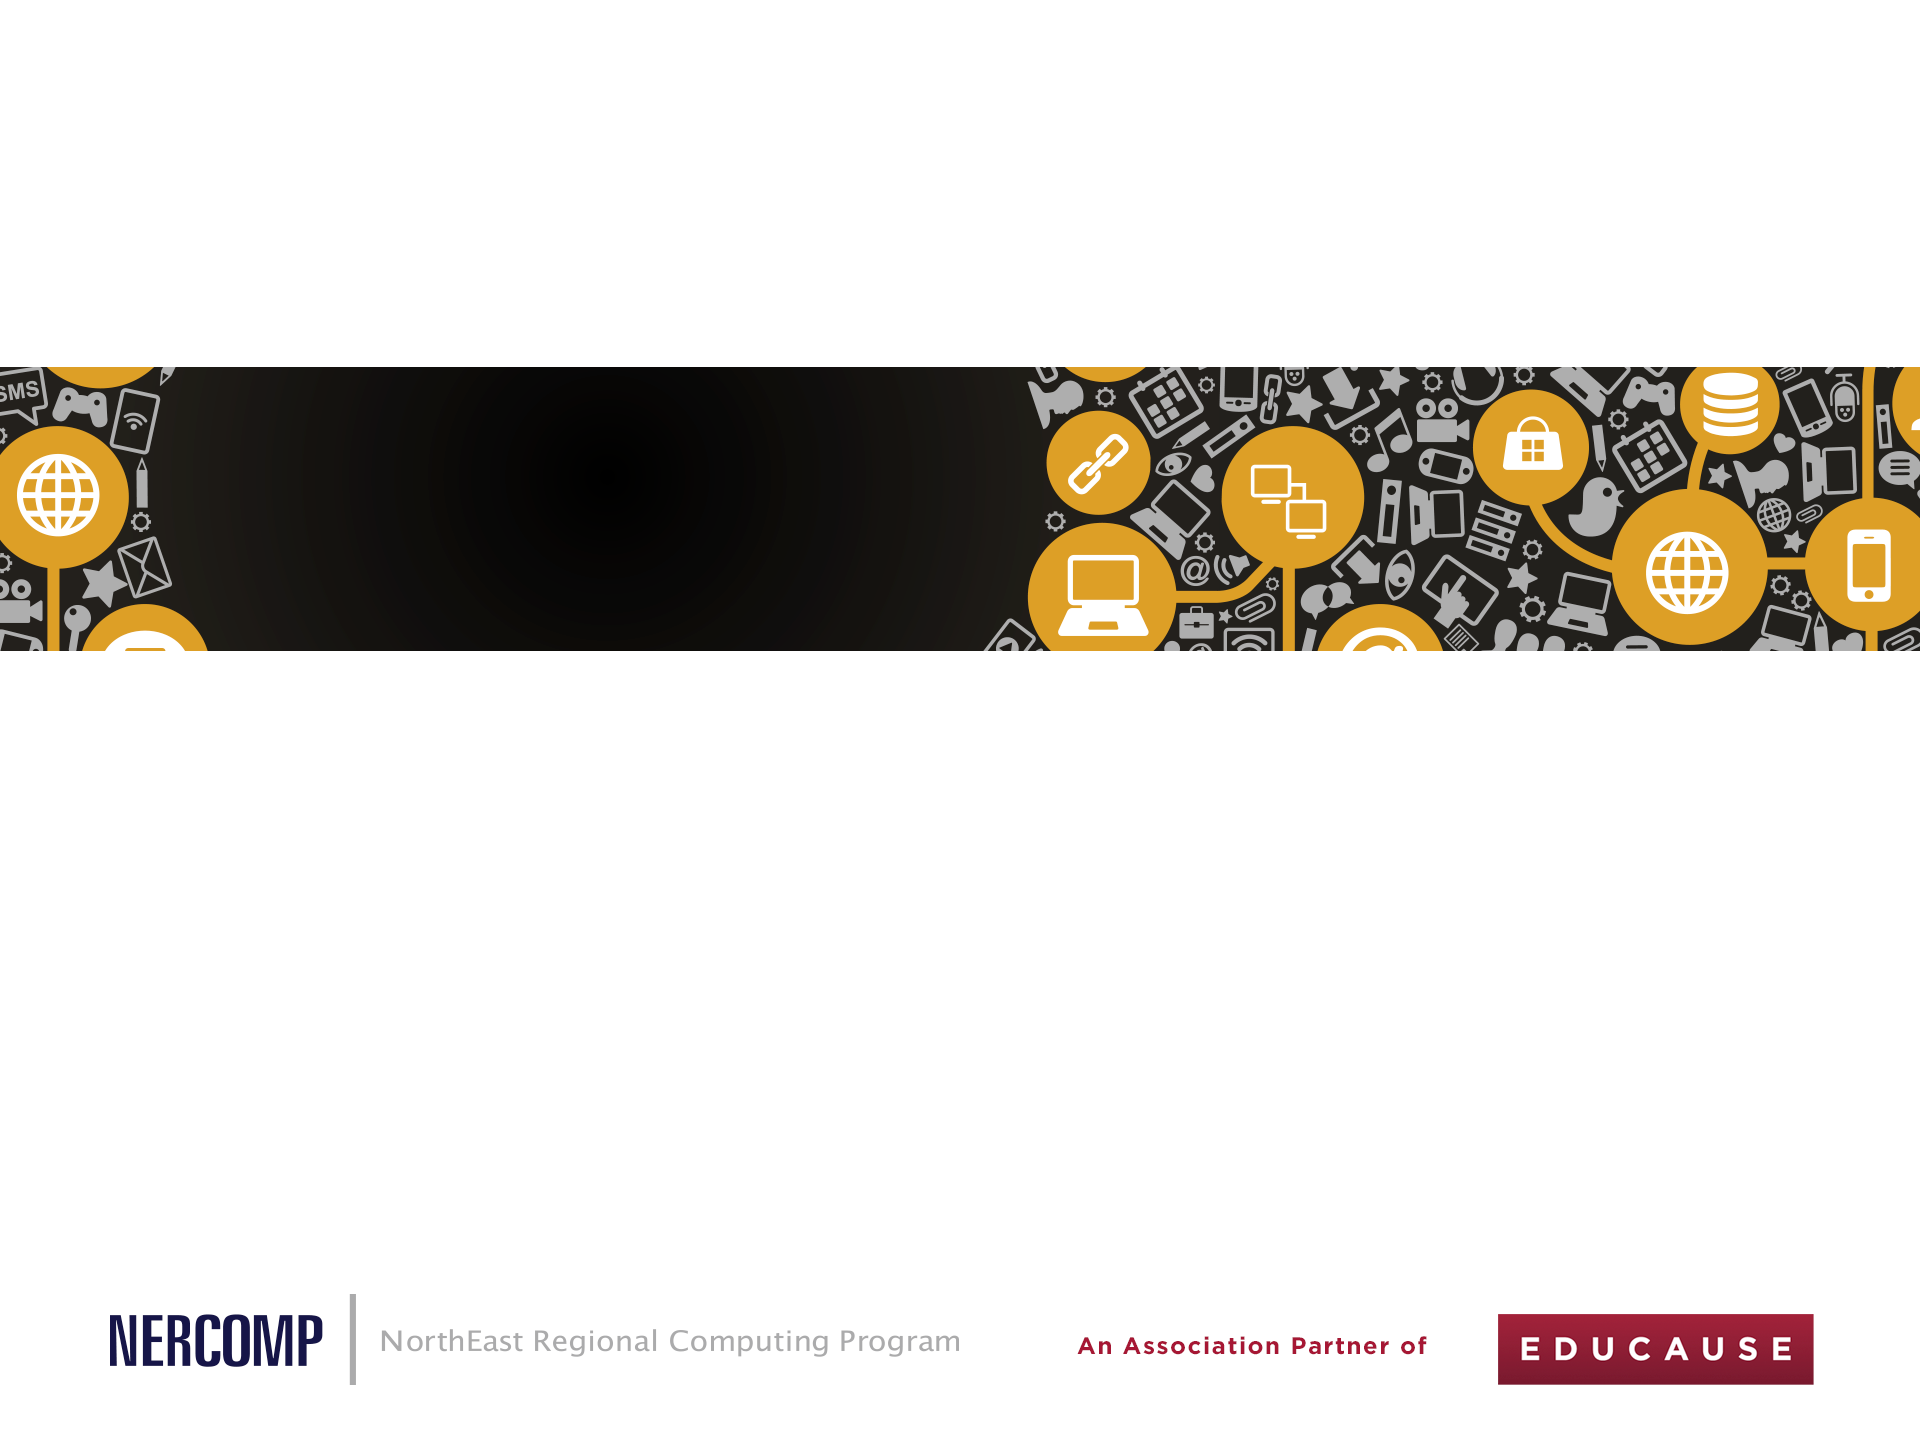 SMS
@
NERCOMP
NorthEast Regional Computing Program
An Association Partner of
EDUCAUSE